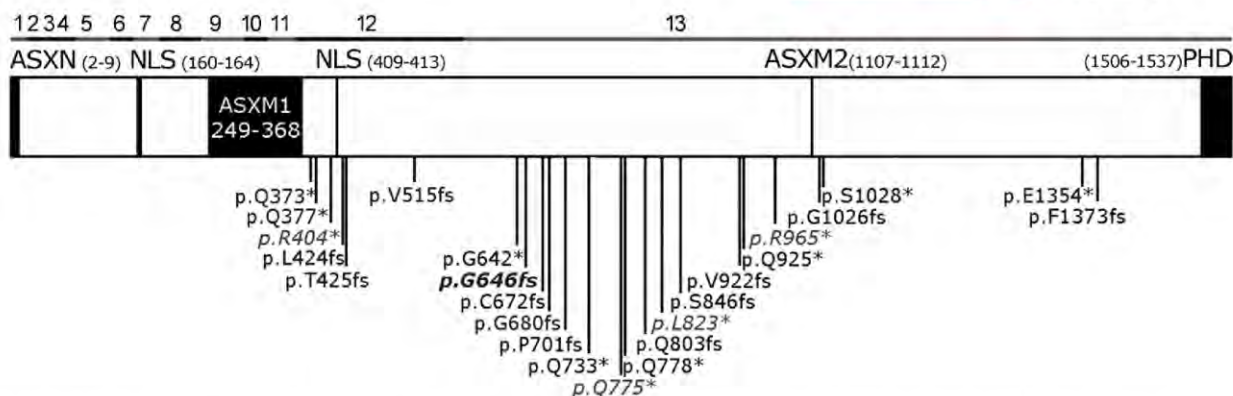 1 2 3 4 5 6 7 8 9 10 11 12 13
ASXN (2-9) NLS (160-164) NLS (409-413) ASXM2(1107-1112) (1506-1537)PHD
ASXM1
249-368
p.Q373* p.V515fs p.S1028* p.E1354*
p.Q377* p.G1026fs p.F1373fs
p.R404* p.R965*
p.L424fs p.G642* p.Q925*
p.T425fs p.G646fs p.V922fs
p.C672fs p.S846fs
p.G680fs p.L823*
p.P701fs p.Q803fs
p.Q733* p.Q778*
p.Q775*